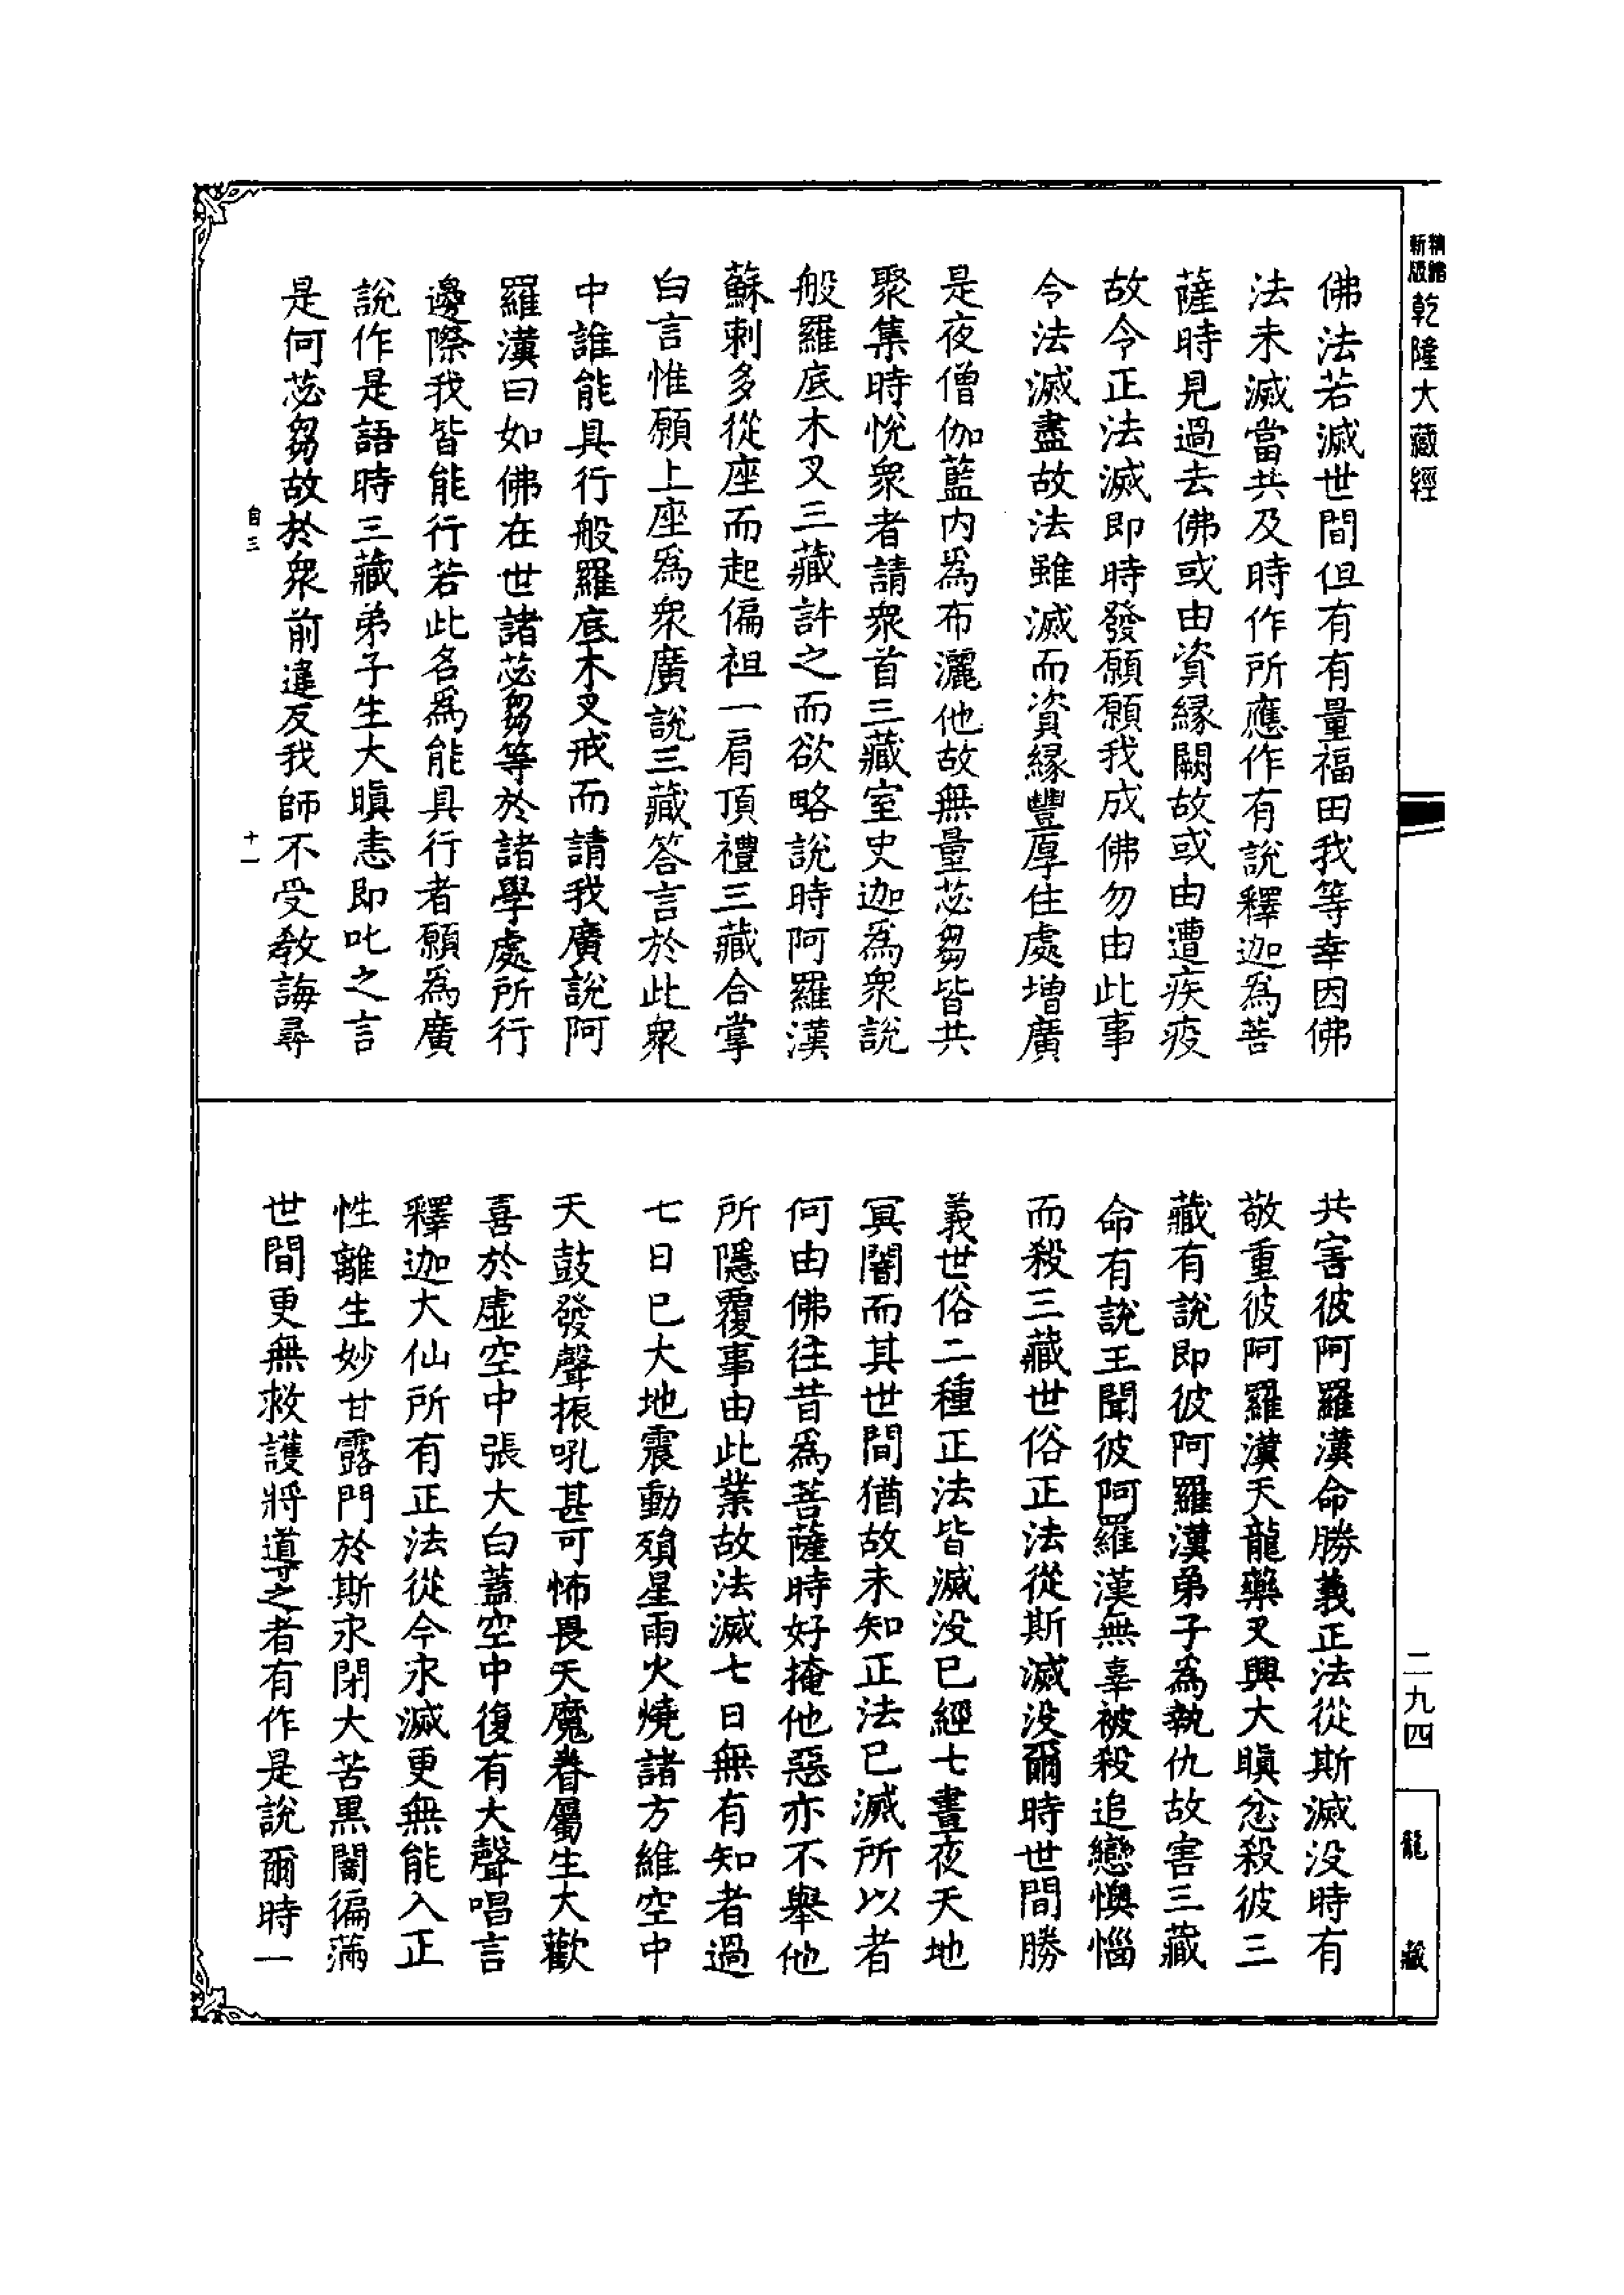 新版
精縮
乾隆大藏經
佛法若滅世間但有有量福田我等幸因佛
法未滅當共及時作所應作有說釋迦為菩
薩時見過去佛或由資緣闕故或由遭疾疫
故令正法滅即時發願願我成佛勿由此事
令法滅盡故法雖滅而資緣豐厚住處增廣
是夜僧伽藍內為布灑他故無量苾芻皆共
聚集時悅衆者請衆首三藏室史迦為衆說
般羅底木叉三藏許之而欲略說時阿羅漢
蘇剌多從座而起偏袒一肩頂禮三藏合掌
白言惟願上座為衆廣說三藏答言於此衆
中誰能具行般羅底木叉戒而請我廣說阿
羅漢曰如佛在世諸苾芻等於諸學處所行
邊際我皆能行若此名為能具行者願為廣
說作是語時三藏弟子生大瞋恚即叱之言
是何苾芻故於衆前違反我師不受教誨尋
自三
十一
共害彼阿羅漢命勝義正法從斯滅没時有
敬重彼阿羅漢天龍藥叉興大瞋忿殺彼三
藏有說即彼阿羅漢弟子為執仇故害三藏
命有說王聞彼阿羅漢無辜被殺追戀懊惱
而殺三藏世俗正法從斯滅没爾時世間勝
義世俗二種正法皆滅没已經七晝夜天地
冥闇而其世間猶故未知正法已滅所以者
何由佛往昔為菩薩時好掩他惡亦不舉他
所隱覆事由此業故法滅七日無有知者過
七日已大地震動殞星雨火燒諸方維空中
天鼓發聲振吼甚可怖畏天魔眷屬生大歡
喜於虛空中張大白蓋空中復有大聲唱言
釋迦大仙所有正法從今永滅更無能入正
性離生妙甘露門於斯永閉大苦黑闇徧滿
世間更無救護將導之者有作是說爾時一
二九四
龍藏